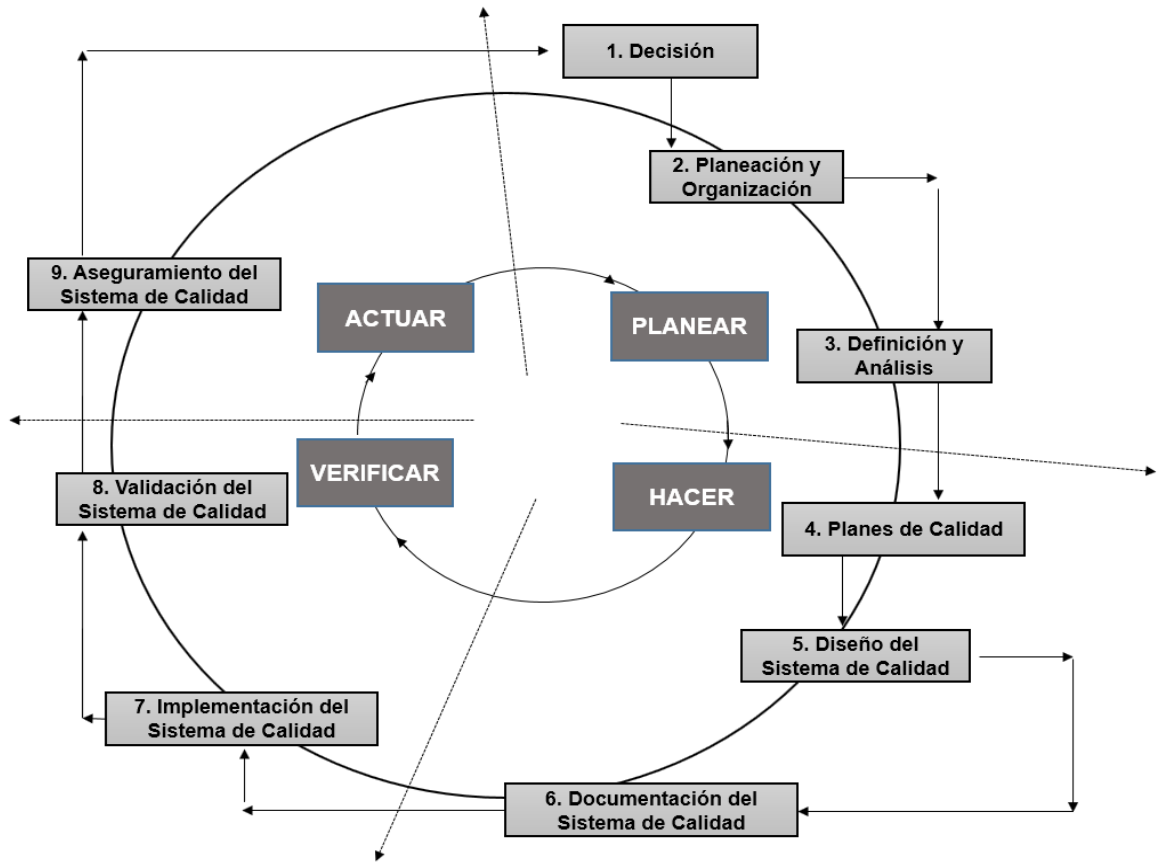 1. Decisión
2. Planeación y
Organización
3. Definición y
Análisis
4. Planes de Calidad
5. Diseño del
Sistema de Calidad
6. Documentación del
Sistema de Calidad
7. Implementación del
Sistema de Calidad
8. Validación del
Sistema de Calidad
9. Aseguramiento del
Sistema de Calidad
ACTUAR
PLANEAR
HACER
VERIFICAR